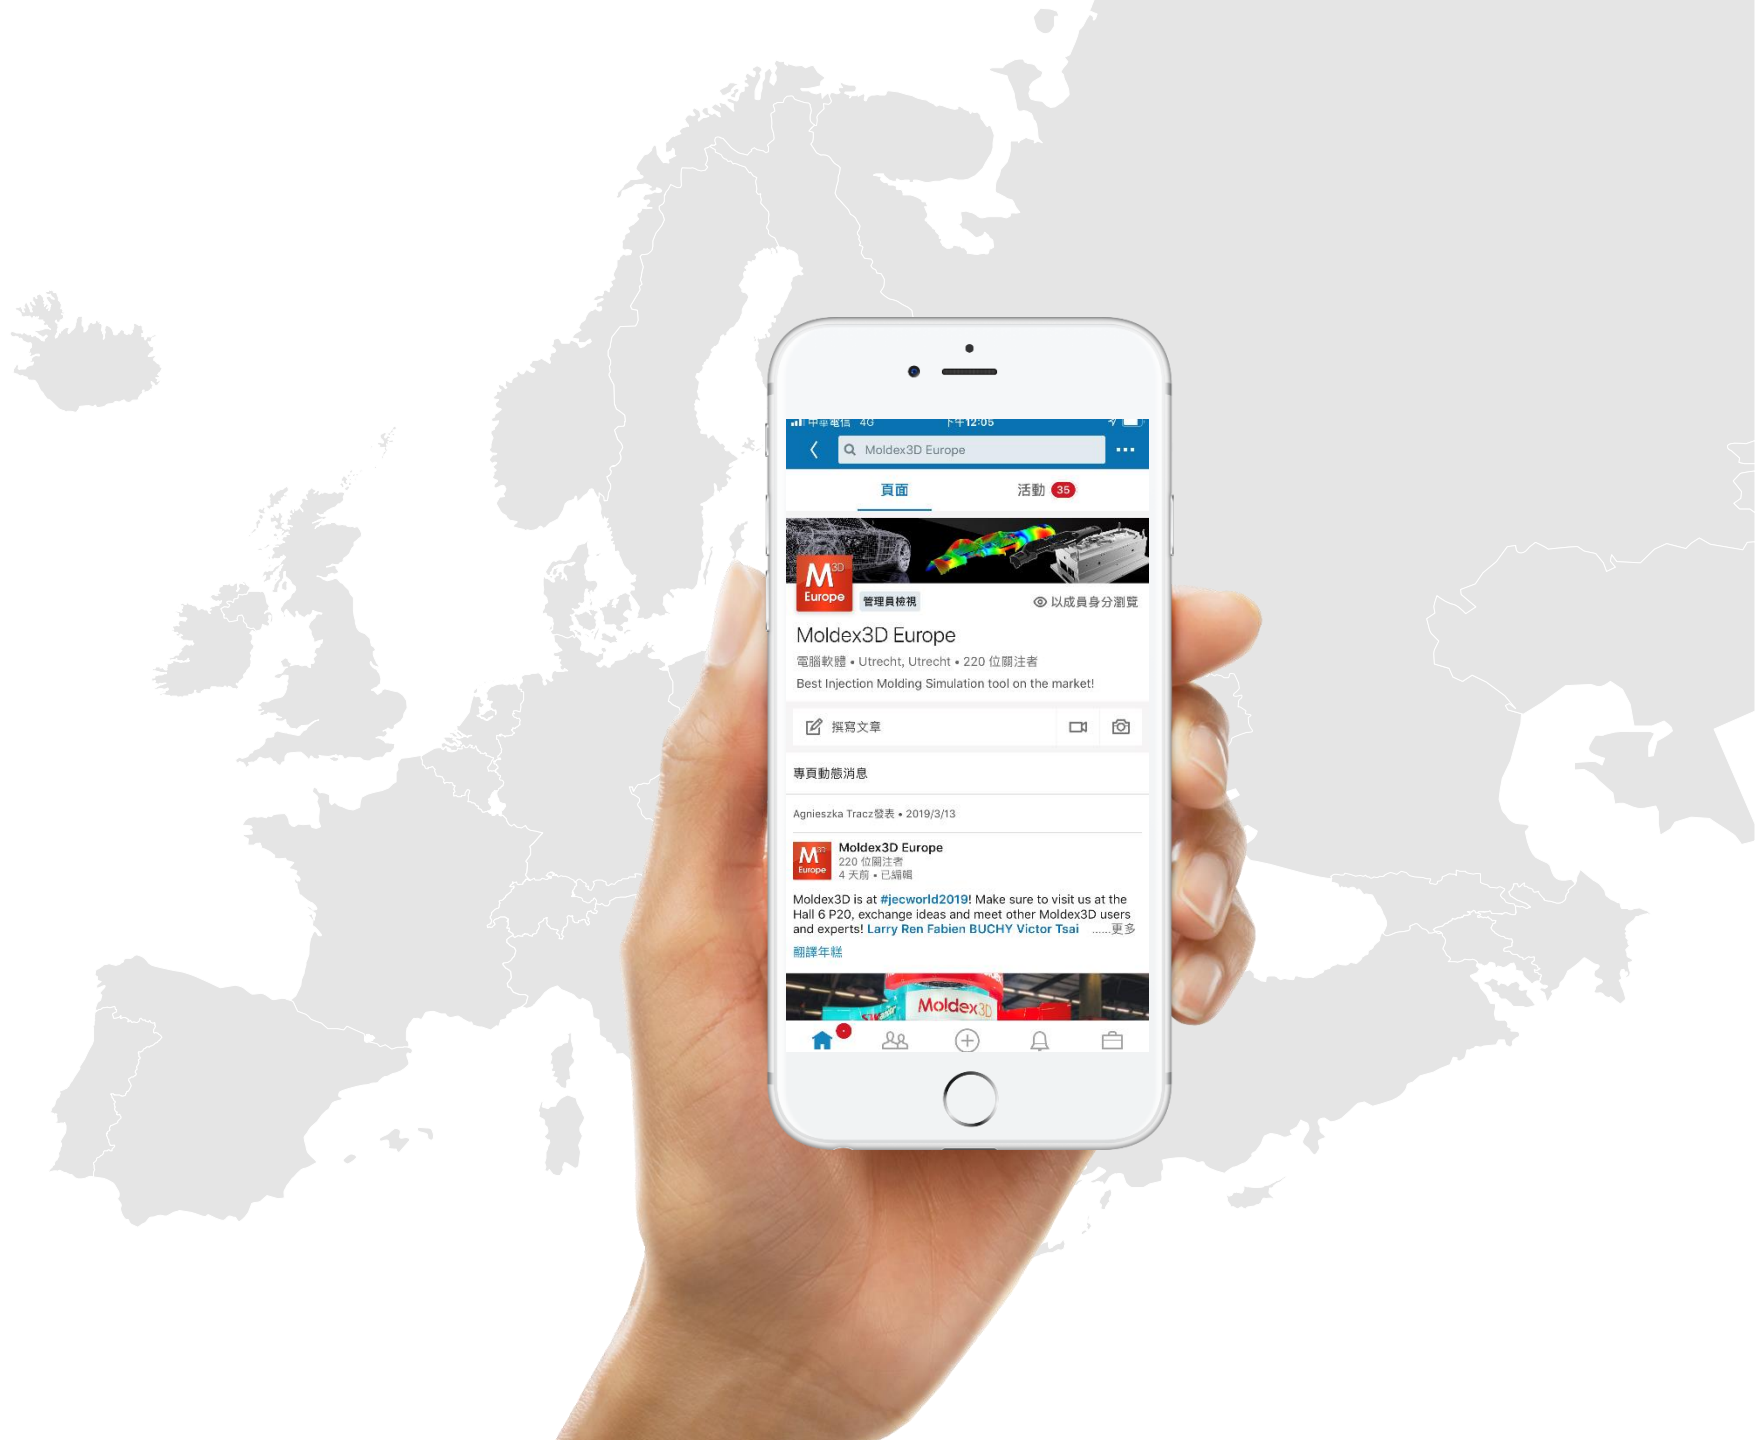 中華電信 4G 下午12:05
Moldex3D Europe
頁面 活動 35
M3D
Europe
管理員檢視 以成員身分瀏覽
Moldex3D Europe
電腦軟體 • Utrecht, Utrecht • 220 位關注者
Best Injection Molding Simulation tool on the market!
撰寫文章
專頁動態消息
Agnieszka Tracz發表 • 2019/3/13
M3D
Europe
Moldex3D Europe
220 位關注者
4 天前 • 已編輯
Moldex3D is at #jecworld2019! Make sure to visit us at the
Hall 6 P20, exchange ideas and meet other Moldex3D users
and experts! Larry Ren Fabien BUCHY Victor Tsai ......更多
翻譯年糕
Moldex3D